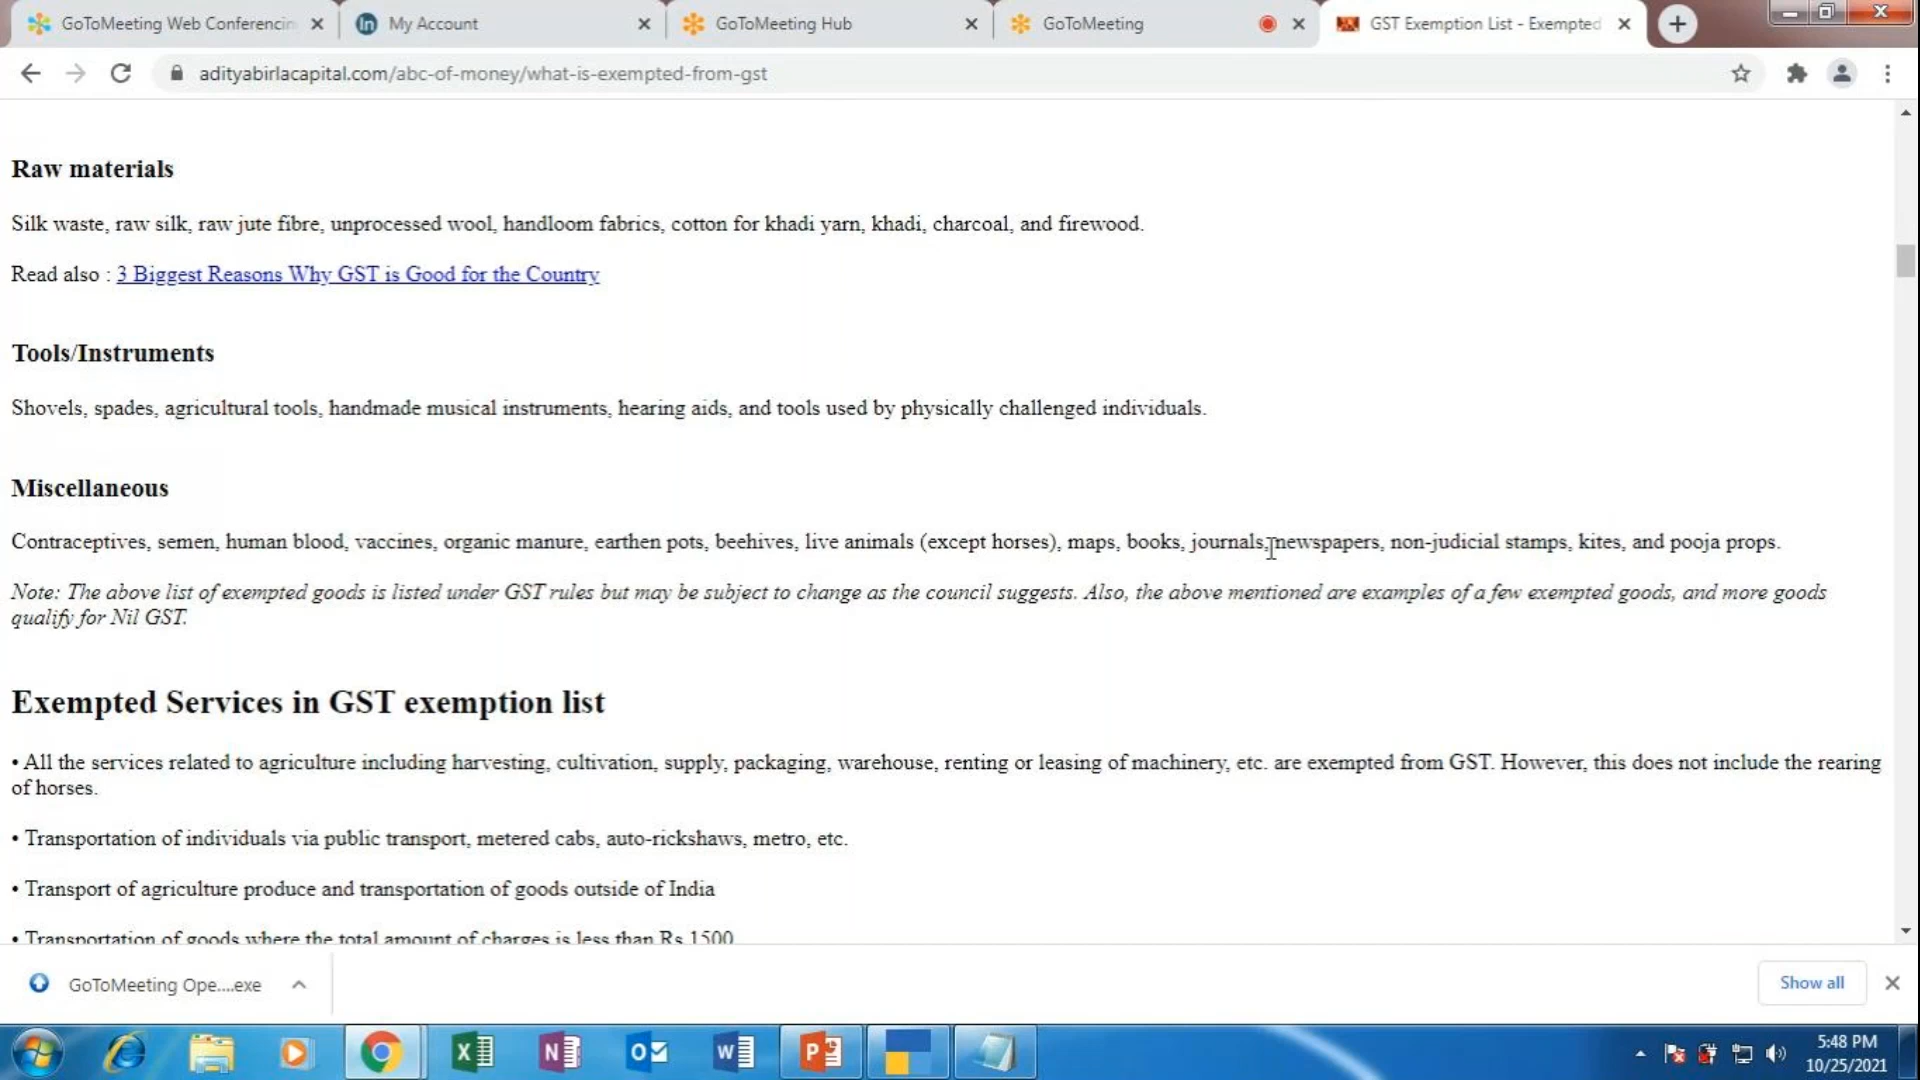 GoToMeeting Web Conferencin
My Account
GoToMeeting Hub
GoToMeeting
GST Exemption List - Exempted
adityabirlacapital.com/abc-of-money/what-is-exempted-from-gst
Raw materials
Silk waste, raw silk, raw jute fibre, unprocessed wool, handloom fabrics, cotton for khadi yarn, khadi, charcoal, and firewood.
Read also : 3 Biggest Reasons Why GST is Good for the Country
Tools/Instruments
Shovels, spades, agricultural tools, handmade musical instruments, hearing aids, and tools used by physically challenged individuals.
Miscellaneous
Contraceptives, semen, human blood, vaccines, organic manure, earthen pots, beehives, live animals (except horses), maps, books, journals, newspapers, non-judicial stamps, kites, and pooja props.
Note: The above list of exempted goods is listed under GST rules but may be subject to change as the council suggests. Also, the above mentioned are examples of a few exempted goods, and more goods
qualify for Nil GST.
Exempted Services in GST exemption list
• All the services related to agriculture including harvesting, cultivation, supply, packaging, warehouse, renting or leasing of machinery, etc. are exempted from GST. However, this does not include the rearing
of horses.
• Transportation of individuals via public transport, metered cabs, auto-rickshaws, metro, etc.
• Transport of agriculture produce and transportation of goods outside of India
• Transportation of goods where the total amount of charges is less than Rs 1500
GoToMeeting Ope....exe
Show all
5:48 PM
10/25/2021